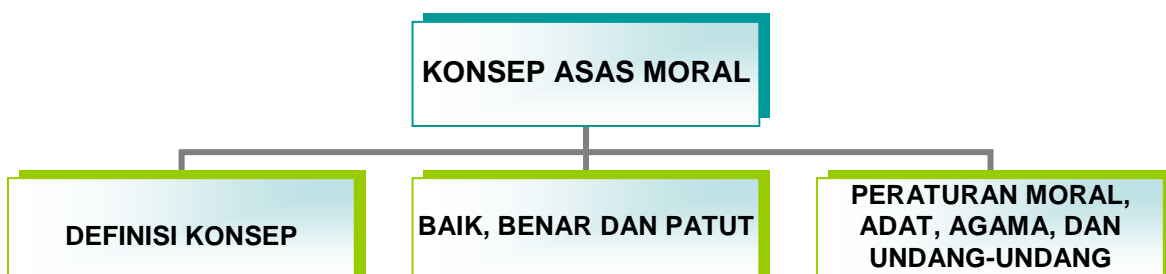 KONSEP ASAS MORAL
DEFINISI KONSEP
BAIK, BENAR DAN PATUT
PERATURAN MORAL,
ADAT, AGAMA, DAN
UNDANG-UNDANG